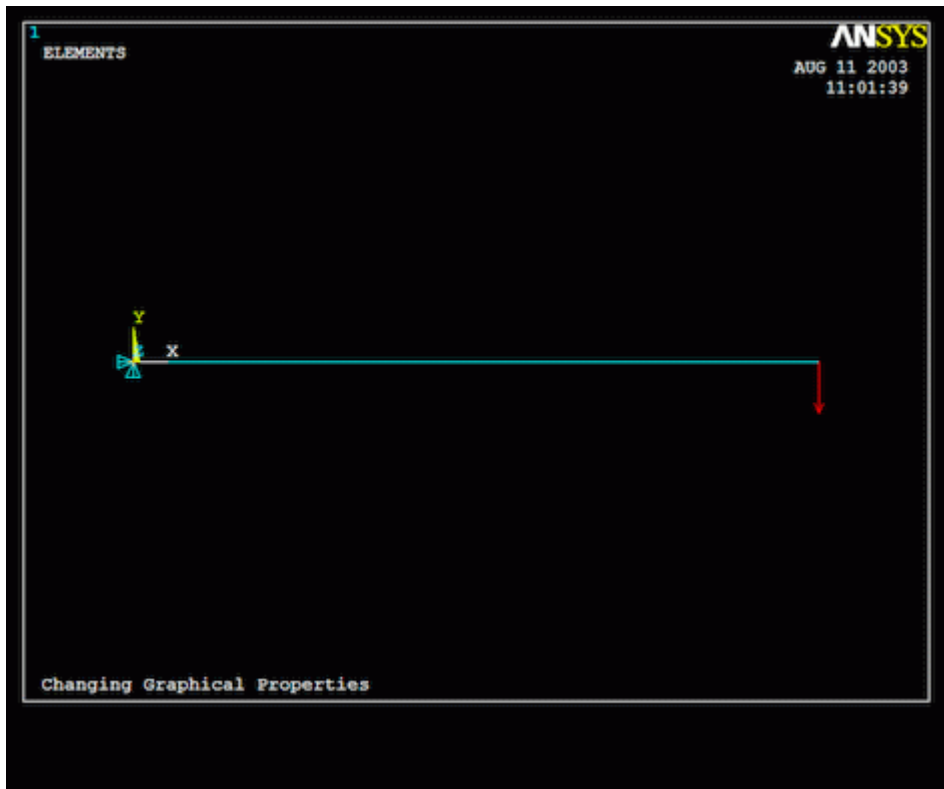 1
ELEMENTS
ANSYS
AUG 11 2003
11:01:39
Y
X
Changing Graphical Properties